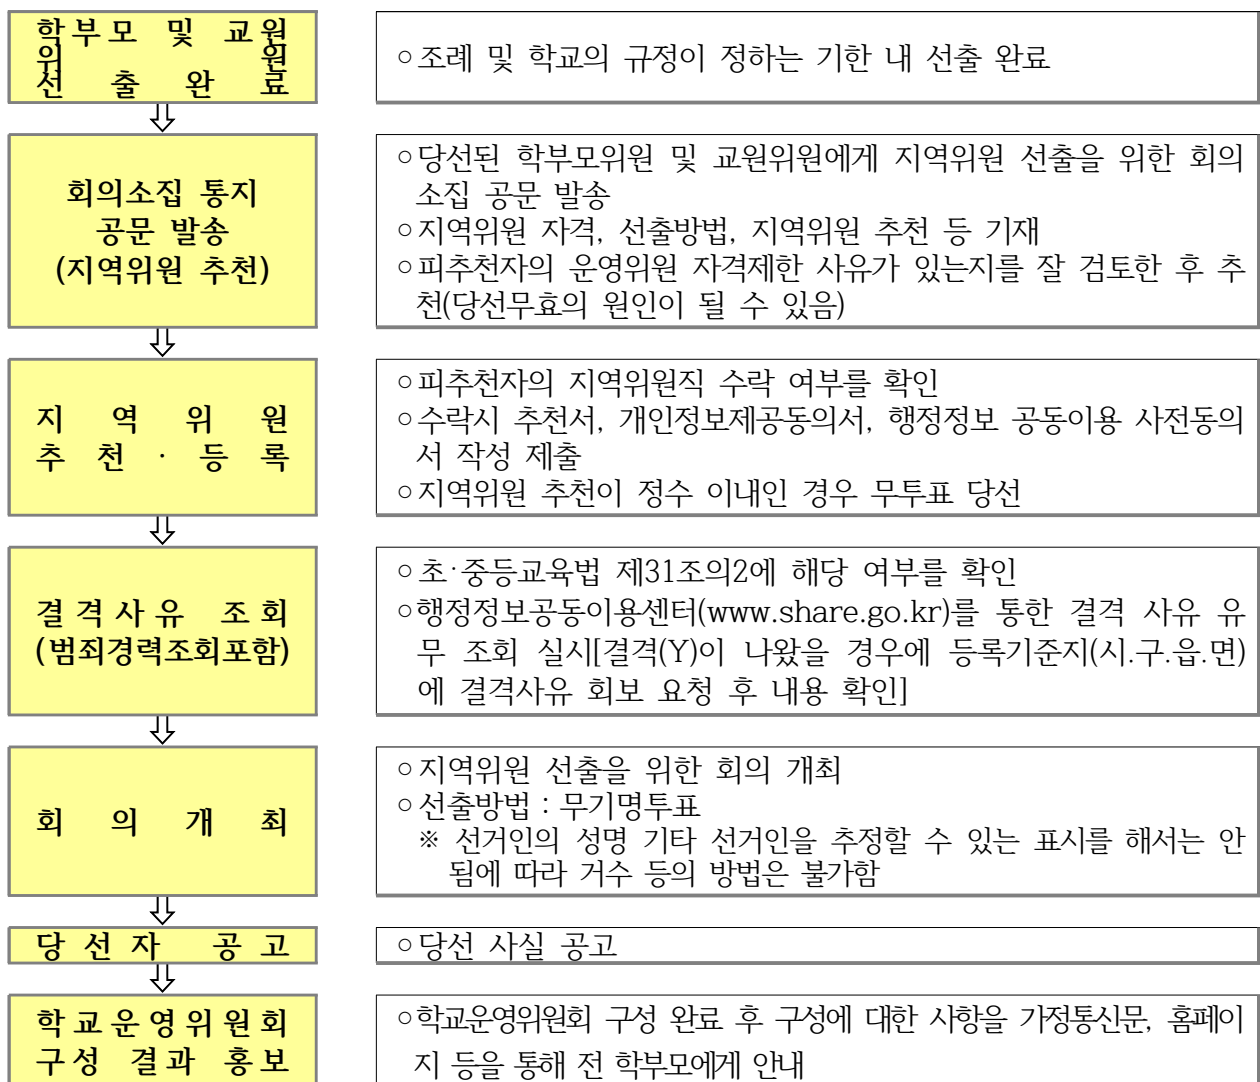 학부모 및 교원
위원
선출완료
○조례 및 학교의 규정이 정하는 기한 내 선출 완료
회의소집 통지
공문 발송
(지역위원 추천)
○당선된 학부모위원 및 교원위원에게 지역위원 선출을 위한 회의
소집 공문 발송
○지역위원 자격, 선출방법, 지역위원 추천 등 기재
○피추천자의 운영위원 자격제한 사유가 있는지를 잘 검토한 후 추
천(당선무효의 원인이 될 수 있음)
지역위원
추천·등록
○피추천자의 지역위원직 수락 여부를 확인
○수락시 추천서, 개인정보제공동의서, 행정정보 공동이용 사전동의
서 작성 제출
○지역위원 추천이 정수 이내인 경우 무투표 당선
결격사유 조회
(범죄경력조회포함)
○초·중등교육법 제31조의2에 해당 여부를 확인
○행정정보공동이용센터(www.share.go.kr)를 통한 결격 사유 유
무 조회 실시[결격(Y)이 나왔을 경우에 등록기준지(시.구.읍.면)
에 결격사유 회보 요청 후 내용 확인]
회의개최
○지역위원 선출을 위한 회의 개최
○선출방법 : 무기명투표
※ 선거인의 성명 기타 선거인을 추정할 수 있는 표시를 해서는 안
됨에 따라 거수 등의 방법은 불가함
당선자 공고
○당선 사실 공고
학교운영위원회
구성 결과 홍보
○학교운영위원회 구성 완료 후 구성에 대한 사항을 가정통신문, 홈페이
지 등을 통해 전 학부모에게 안내